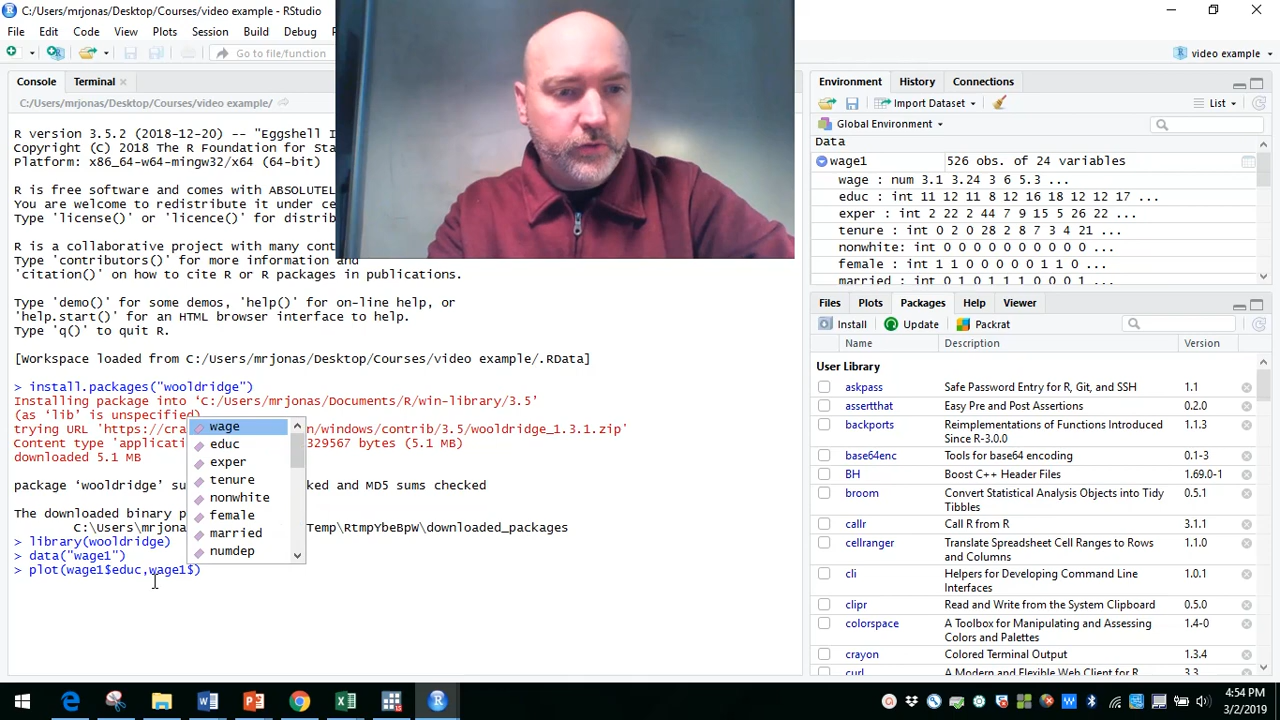 C:/Users/mrjonas/Desktop/Courses/video example - RStudio
File Edit Code View Plots Session Build Debug
Go to file/function
video example
Console Terminal
C:/Users/mrjonas/Desktop/Courses/video example/
R version 3.5.2 (2018-12-20) -- "Eggshell I
Copyright (C) 2018 The R Foundation for Sta
Platform: x86_64-w64-mingw32/x64 (64-bit)
R is free software and comes with ABSOLUTEL
You are welcome to redistribute it under ce
Type 'license()' or 'licence()' for distrib
R is a collaborative project with many cont
Type 'contributors()' for more information and
'citation()' on how to cite R or R packages in publications.
Type 'demo()' for some demos, 'help()' for on-line help, or
'help.start()' for an HTML browser interface to help.
Type 'q()' to quit R.
[Workspace loaded from C:/Users/mrjonas/Desktop/Courses/video example/.RData]
> install.packages("wooldridge")
Installing package into ‘C:/Users/mrjonas/Documents/R/win-library/3.5’
(as ‘lib’ is unspecified)
trying URL 'https://cra n/windows/contrib/3.5/wooldridge_1.3.1.zip'
Content type 'applicati 329567 bytes (5.1 MB)
downloaded 5.1 MB
package ‘wooldridge’ su ked and MD5 sums checked
The downloaded binary p
C:\Users\mrjona Temp\RtmpYbeBpW\downloaded_packages
> library(wooldridge)
> data("wage1")
> plot(wage1$educ,wage1$)
wage
educ
exper
tenure
nonwhite
female
married
numdep
Environment History Connections
Import Dataset List
Global Environment
Data
wage1 526 obs. of 24 variables
wage : num 3.1 3.24 3 6 5.3 ...
educ : int 11 12 11 8 12 16 18 12 12 17 ...
exper : int 2 22 2 44 7 9 15 5 26 22 ...
tenure : int 0 2 0 28 2 8 7 3 4 21 ...
nonwhite: int 0 0 0 0 0 0 0 0 0 0 ...
female : int 1 1 0 0 0 0 0 1 1 0 ...
married : int 0 1 0 1 1 1 0 0 0 1 ...
Files Plots Packages Help Viewer
Install Update Packrat
Name Description Version
User Library
askpass Safe Password Entry for R, Git, and SSH 1.1
assertthat Easy Pre and Post Assertions 0.2.0
backports Reimplementations of Functions Introduced Since R-3.0.0 1.1.3
base64enc Tools for base64 encoding 0.1-3
BH Boost C++ Header Files 1.69.0-1
broom Convert Statistical Analysis Objects into Tidy Tibbles 0.5.1
callr Call R from R 3.1.1
cellranger Translate Spreadsheet Cell Ranges to Rows and Columns 1.1.0
cli Helpers for Developing Command Line Interfaces 1.0.1
clipr Read and Write from the System Clipboard 0.5.0
colorspace A Toolbox for Manipulating and Assessing Colors and Palettes 1.4-0
crayon Colored Terminal Output 1.3.4
curl A Modern and Flexible Web Client for R 3.3
4:54 PM
3/2/2019